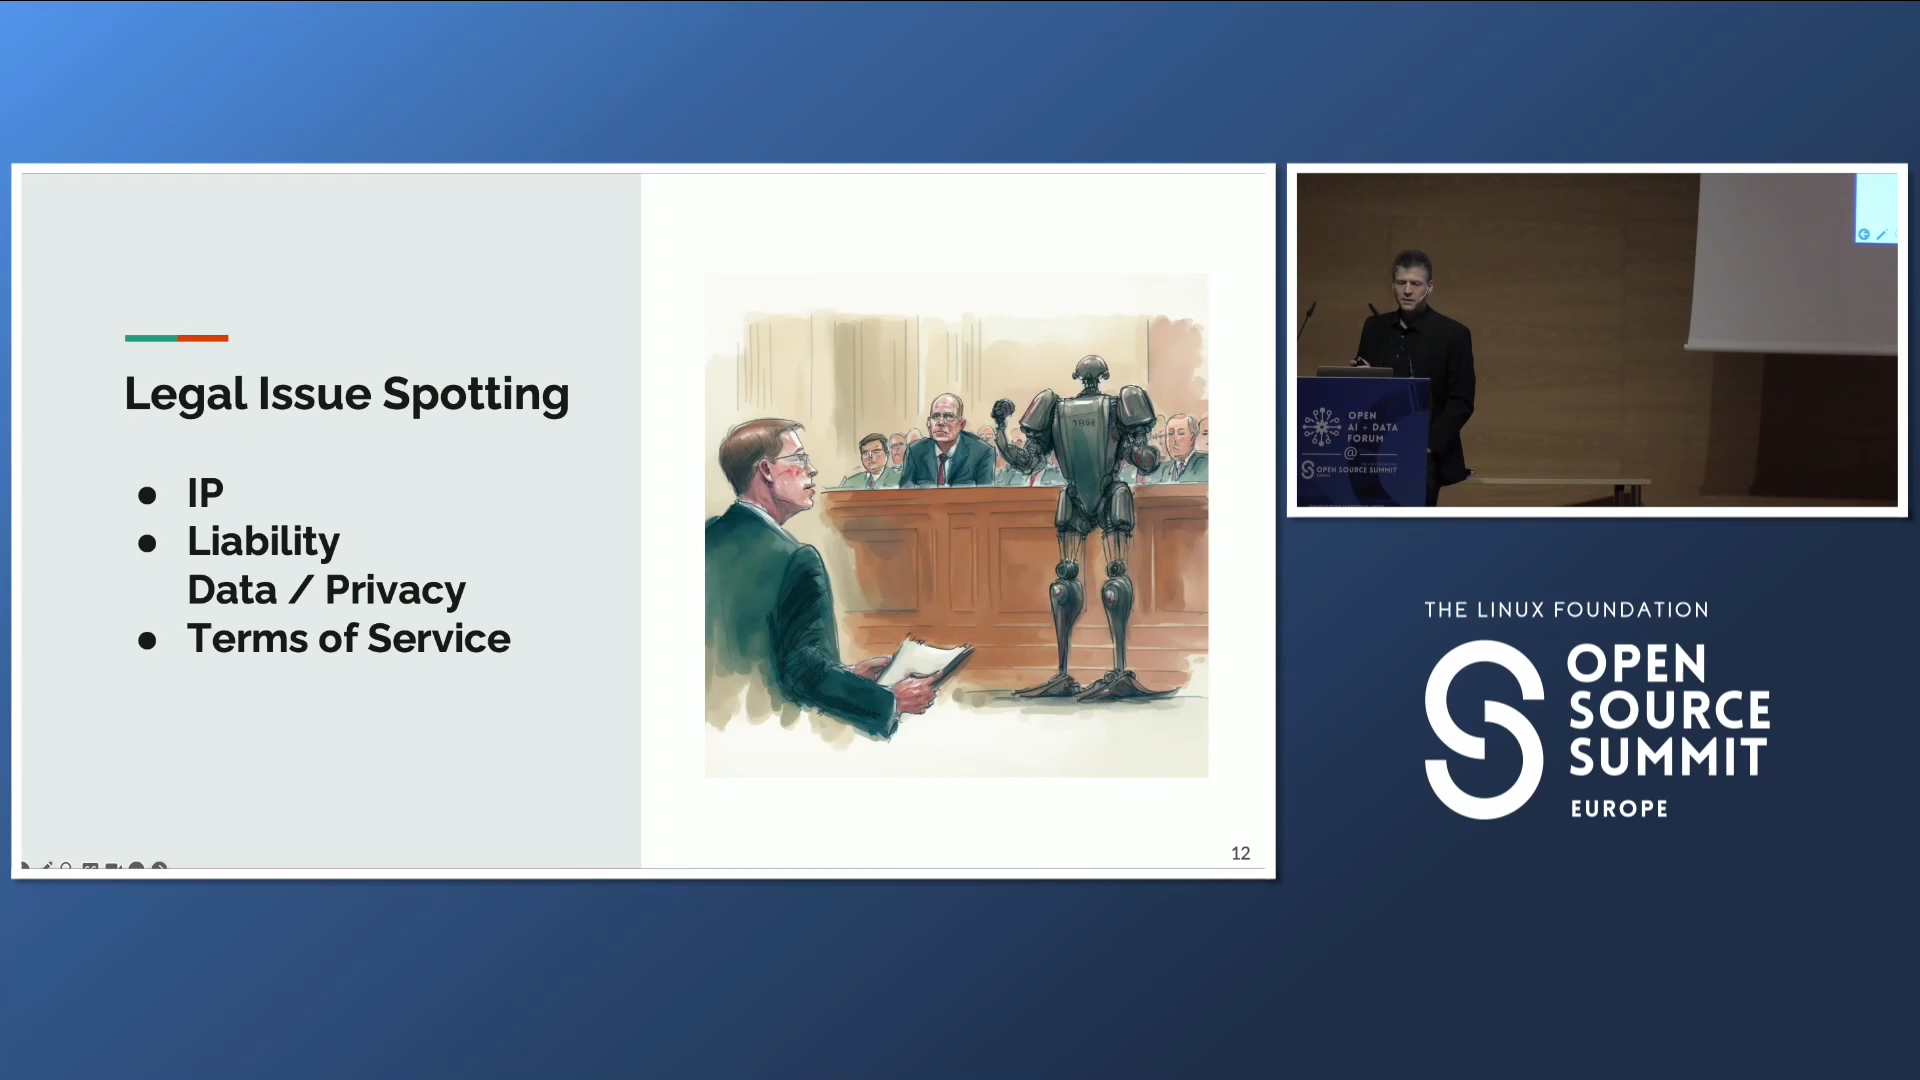 Legal Issue Spotting
● IP
● Liability
Data / Privacy
● Terms of Service
12
OPEN
AI + DATA
FORUM
@
OPEN SOURCE SUMMIT
THE LINUX FOUNDATION
OPEN
SOURCE
SUMMIT
EUROPE